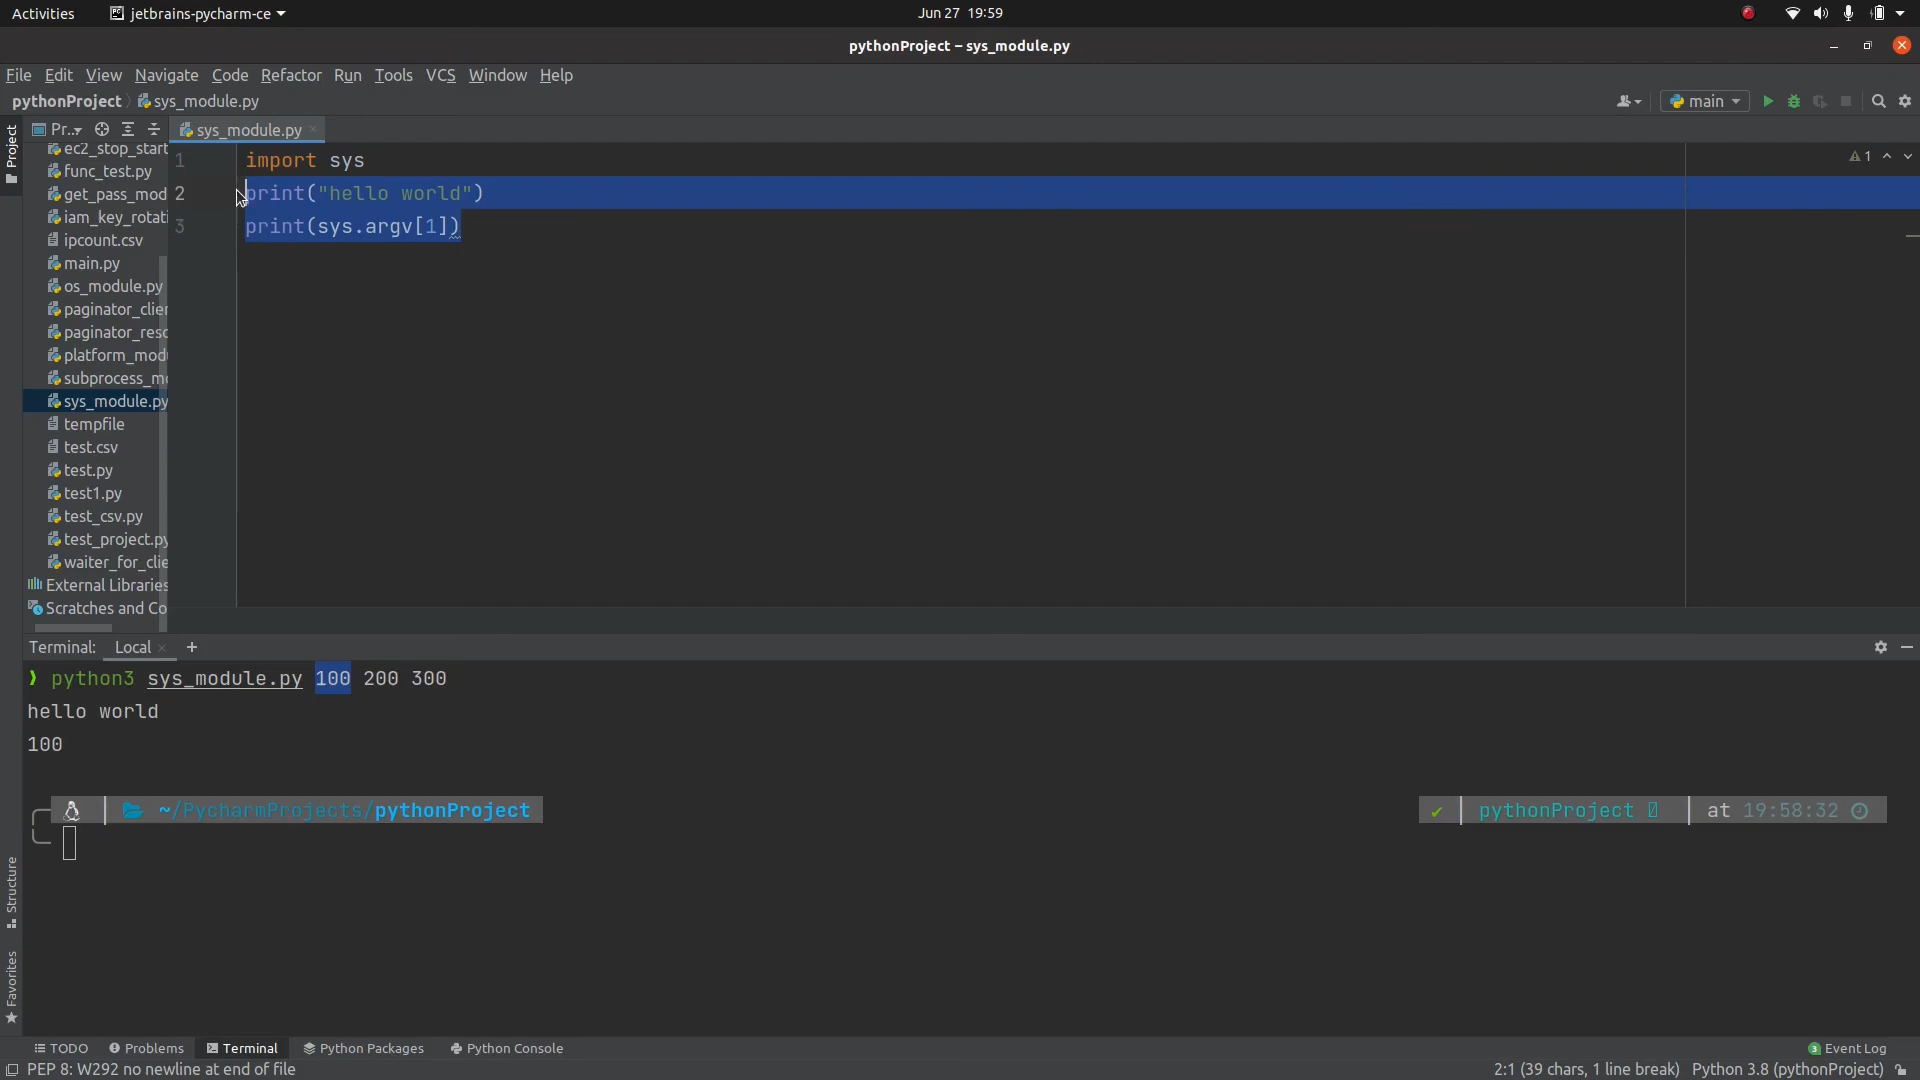 Activities jetbrains-pycharm-ce Jun 27 19:59
pythonProject – sys_module.py
File Edit View Navigate Code Refactor Run Tools VCS Window Help
pythonProject sys_module.py main
Project
Pr... sys_module.py
ec2_stop_start
func_test.py
get_pass_mod
iam_key_rotati
ipcount.csv
main.py
os_module.py
paginator_clier
paginator_resc
platform_modu
subprocess_mo
sys_module.py
tempfile
test.csv
test.py
test1.py
test_csv.py
test_project.py
waiter_for_clie
External Libraries
Scratches and Co
1 import sys
2 print("hello world")
3 print(sys.argv[1])
1
Terminal: Local +
❯ python3 sys_module.py 100 200 300
hello world
100
~/PycharmProjects/pythonProject ✔ pythonProject at 19:58:32
Structure
Favorites
TODO Problems Terminal Python Packages Python Console 3 Event Log
PEP 8: W292 no newline at end of file 2:1 (39 chars, 1 line break) Python 3.8 (pythonProject)